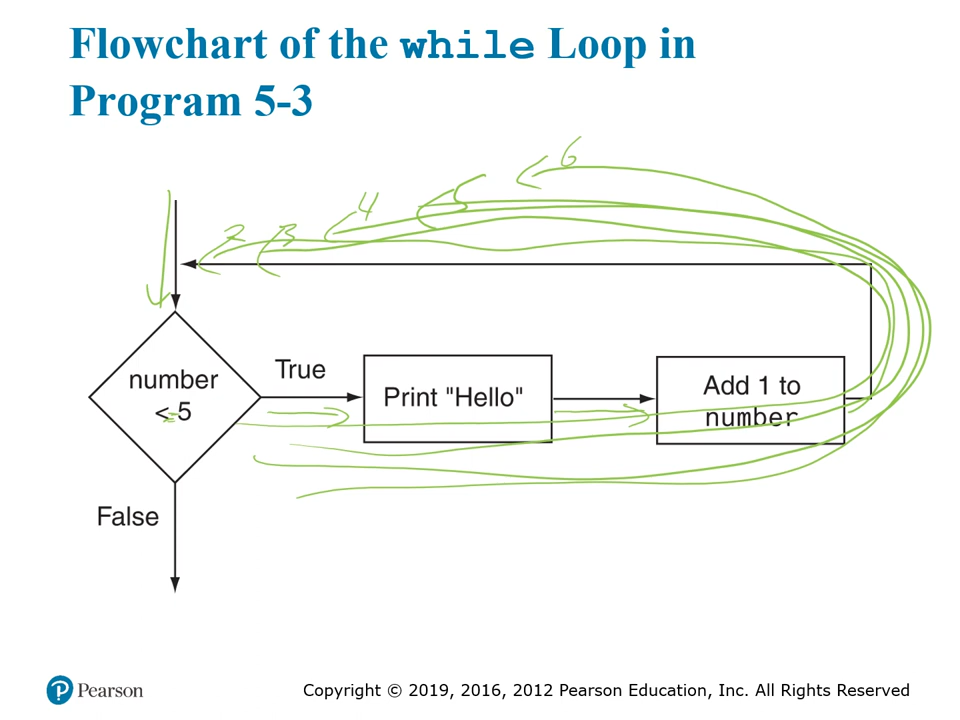 Flowchart of the while Loop in
Program 5-3
6
5
4
2 3
number
< 5
True
Print "Hello"
Add 1 to
number
False
Pearson
Copyright © 2019, 2016, 2012 Pearson Education, Inc. All Rights Reserved